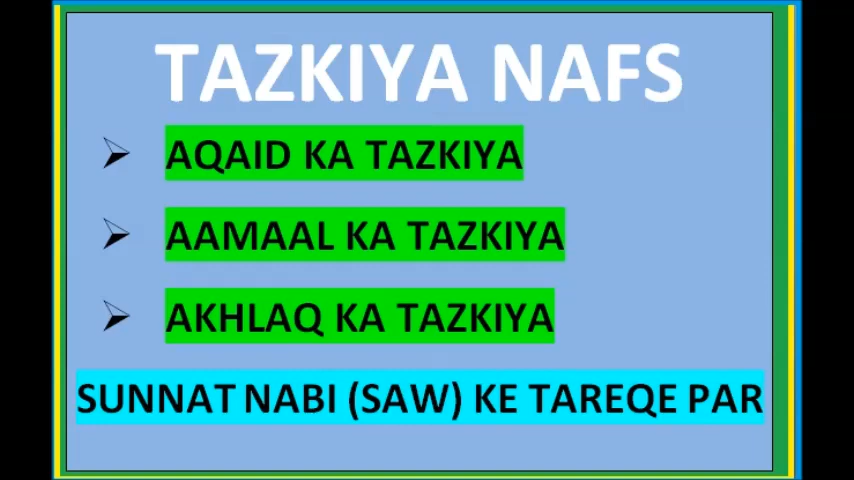 TAZKIYA NAFS
AQAID KA TAZKIYA
AAMAAL KA TAZKIYA
AKHLAQ KA TAZKIYA
SUNNAT NABI (SAW) KE TAREQE PAR